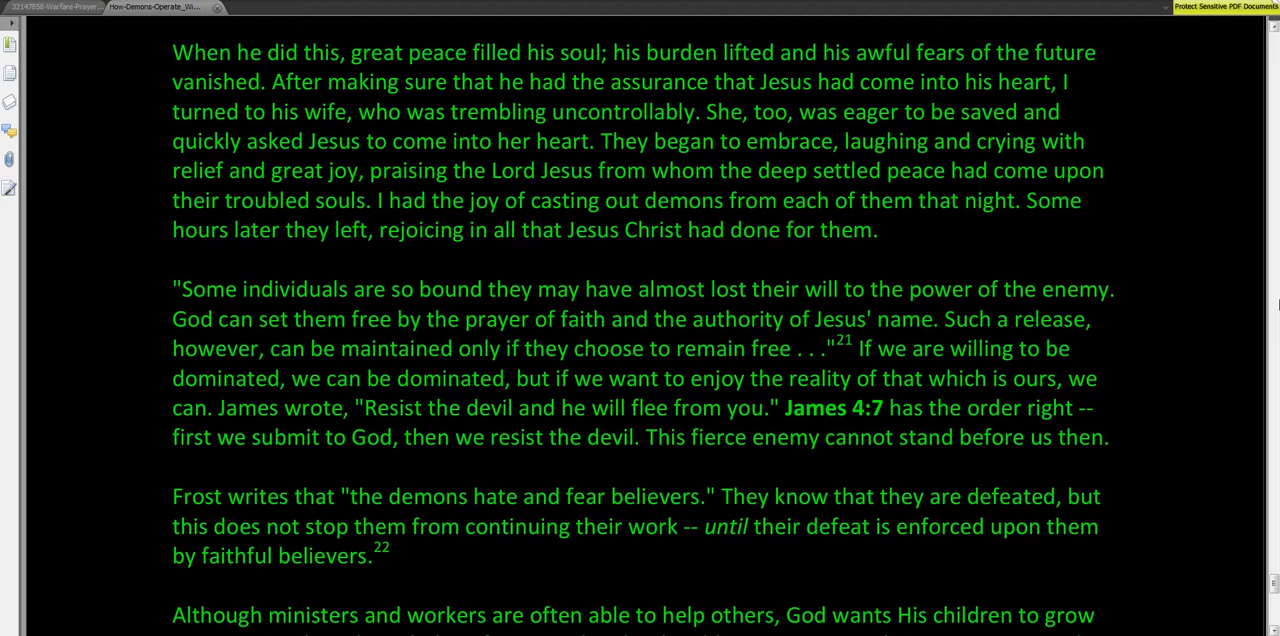 32147858-Warfare-Prayer...
How-Demons-Operate_Wi...
Protect Sensitive PDF Documents
When he did this, great peace filled his soul; his burden lifted and his awful fears of the future
vanished. After making sure that he had the assurance that Jesus had come into his heart, I
turned to his wife, who was trembling uncontrollably. She, too, was eager to be saved and
quickly asked Jesus to come into her heart. They began to embrace, laughing and crying with
relief and great joy, praising the Lord Jesus from whom the deep settled peace had come upon
their troubled souls. I had the joy of casting out demons from each of them that night. Some
hours later they left, rejoicing in all that Jesus Christ had done for them.
"Some individuals are so bound they may have almost lost their will to the power of the enemy.
God can set them free by the prayer of faith and the authority of Jesus' name. Such a release,
however, can be maintained only if they choose to remain free . . ."21 If we are willing to be
dominated, we can be dominated, but if we want to enjoy the reality of that which is ours, we
can. James wrote, "Resist the devil and he will flee from you." James 4:7 has the order right --
first we submit to God, then we resist the devil. This fierce enemy cannot stand before us then.
Frost writes that "the demons hate and fear believers." They know that they are defeated, but
this does not stop them from continuing their work -- until their defeat is enforced upon them
by faithful believers.22
Although ministers and workers are often able to help others, God wants His children to grow